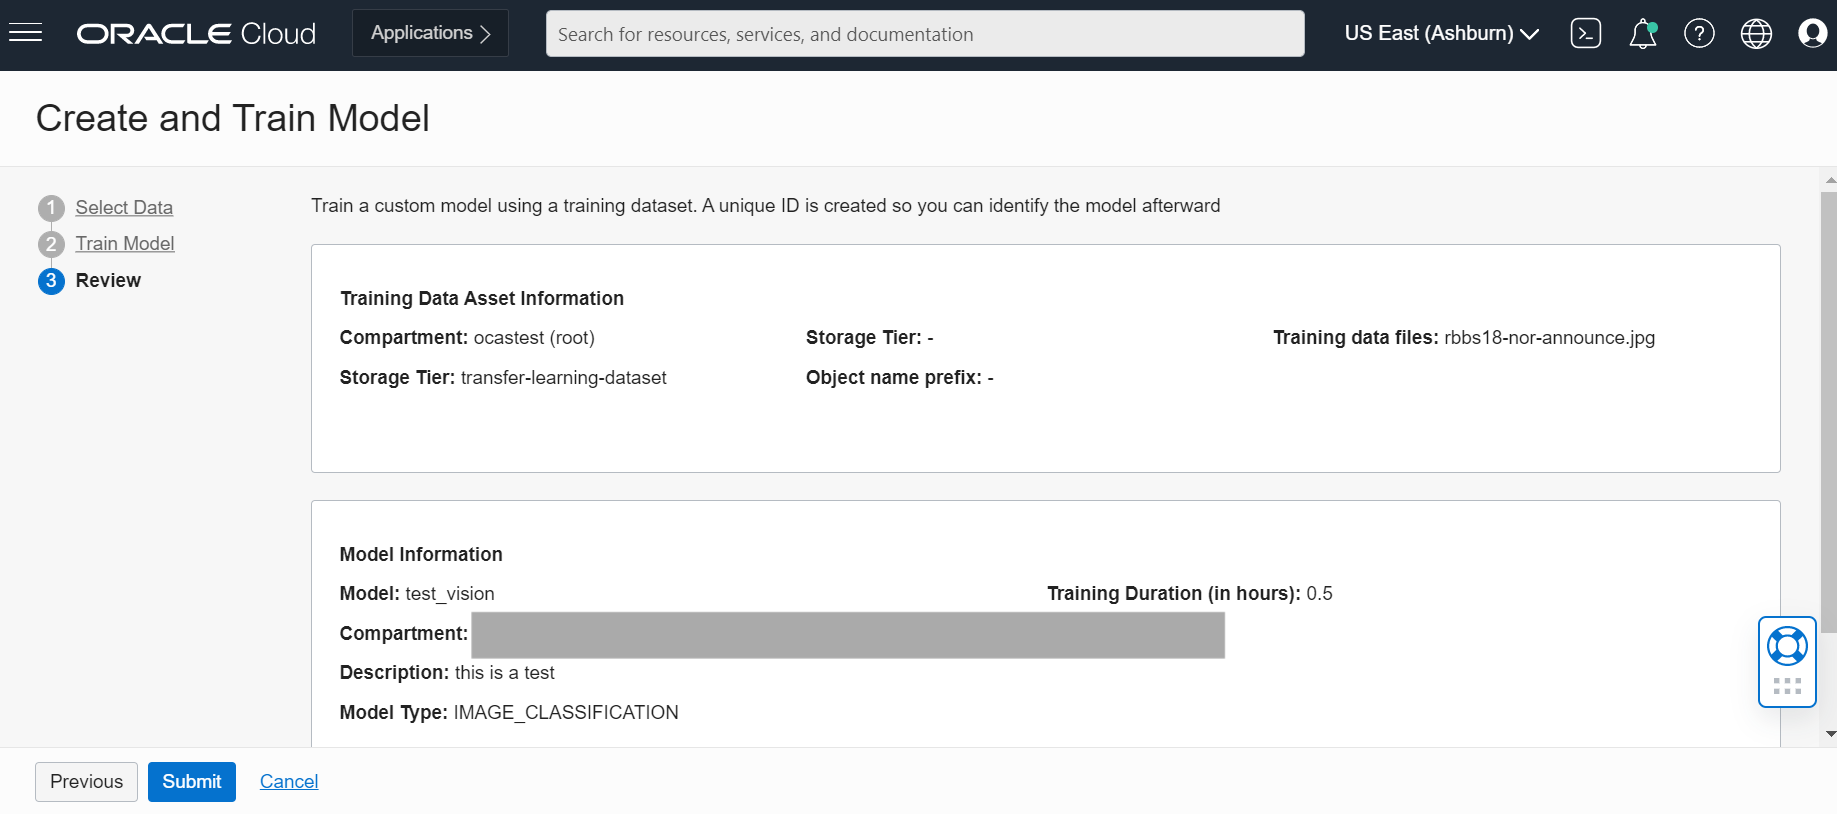 ORACLE Cloud
Applications
Search for resources, services, and documentation
US East (Ashburn)
Create and Train Model
1 Select Data
2 Train Model
3 Review
Train a custom model using a training dataset. A unique ID is created so you can identify the model afterward
Training Data Asset Information
Compartment: ocastest (root)
Storage Tier: -
Training data files: rbbs18-nor-announce.jpg
Storage Tier: transfer-learning-dataset
Object name prefix: -
Model Information
Model: test_vision
Training Duration (in hours): 0.5
Compartment:
Description: this is a test
Model Type: IMAGE_CLASSIFICATION
Previous
Submit
Cancel